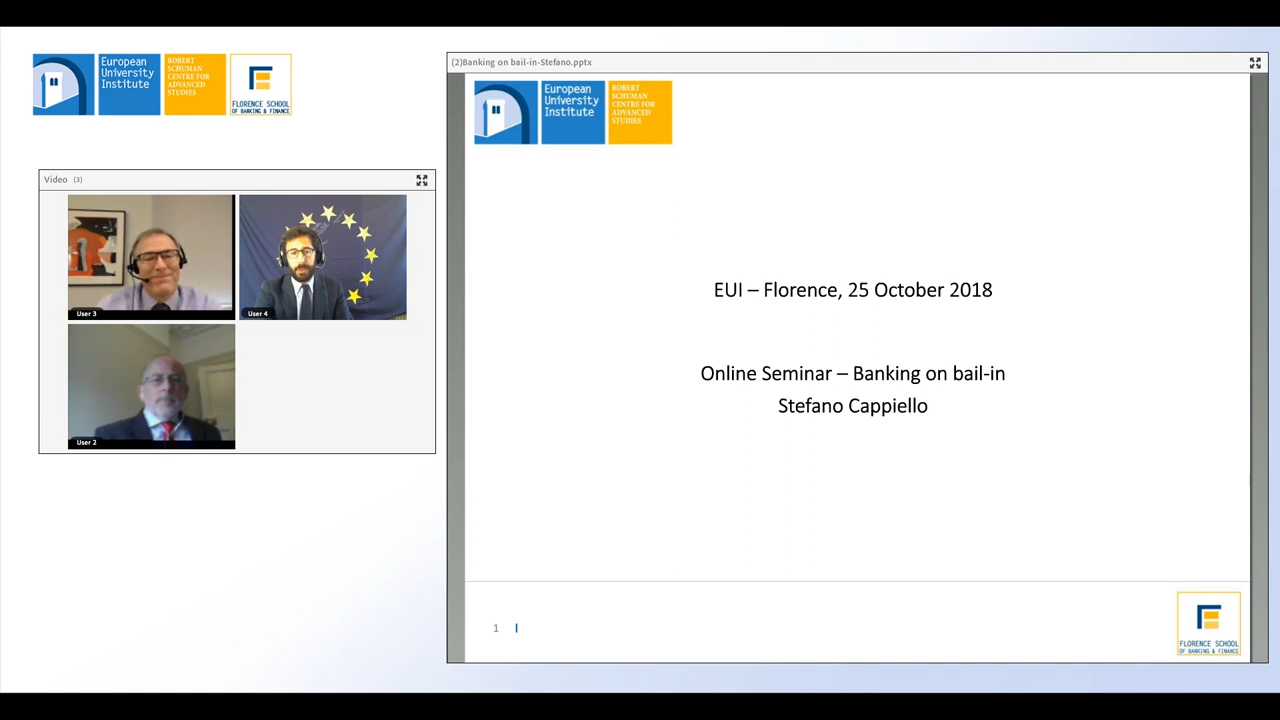 European
University
Institute
ROBERT
SCHUMAN
CENTRE FOR
ADVANCED
STUDIES
FLORENCE SCHOOL
OF BANKING & FINANCE
Video (3)
User 3
User 4
User 2
(2)Banking on bail-in-Stefano.pptx
European
University
Institute
ROBERT
SCHUMAN
CENTRE FOR
ADVANCED
STUDIES
EUI – Florence, 25 October 2018
Online Seminar – Banking on bail-in
Stefano Cappiello
1
FLORENCE SCHOOL
OF BANKING & FINANCE